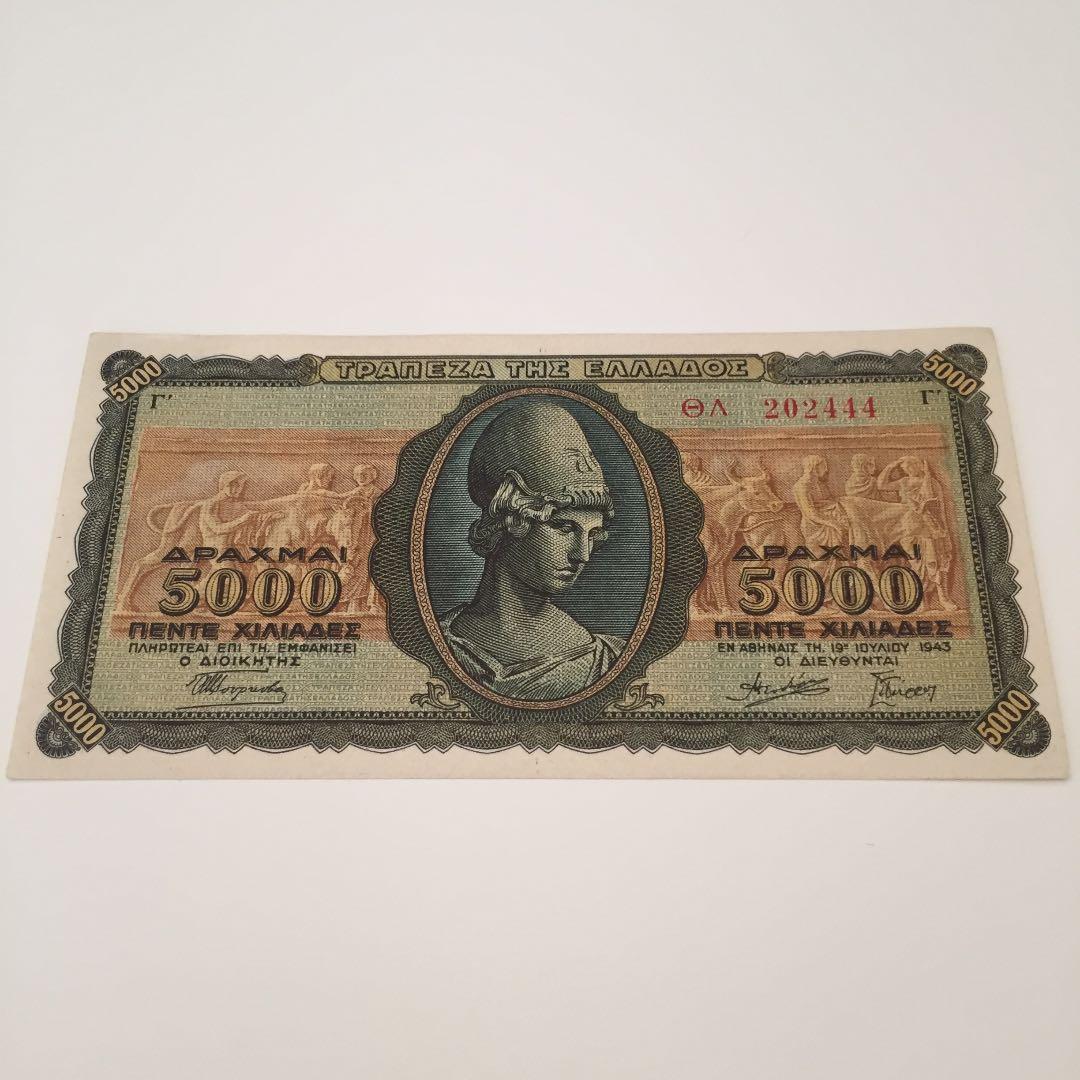 ΤΡΑΠΕΖΑ ΤΗΣ ΕΛΛΑΔΟΣ
5000
5000
Γ'
Γ'
ΘΛ 202444
ΔΡΑΧΜΑΙ
5000
ΠΕΝΤΕ ΧΙΛΙΑΔΕΣ
ΠΛΗΡΩΤΕΑΙ ΕΠΙ ΤΗ, ΕΜΦΑΝΙΣΕΙ
Ο ΔΙΟΙΚΗΤΗΣ
ΔΡΑΧΜΑΙ
5000
ΠΕΝΤΕ ΧΙΛΙΑΔΕΣ
ΕΝ ΑΘΗΝΑΙΣ ΤΗ, 19ῃ ΙΟΥΛΙΟΥ 1943
ΟΙ ΔΙΕΥΘΥΝΤΑΙ
5000
5000